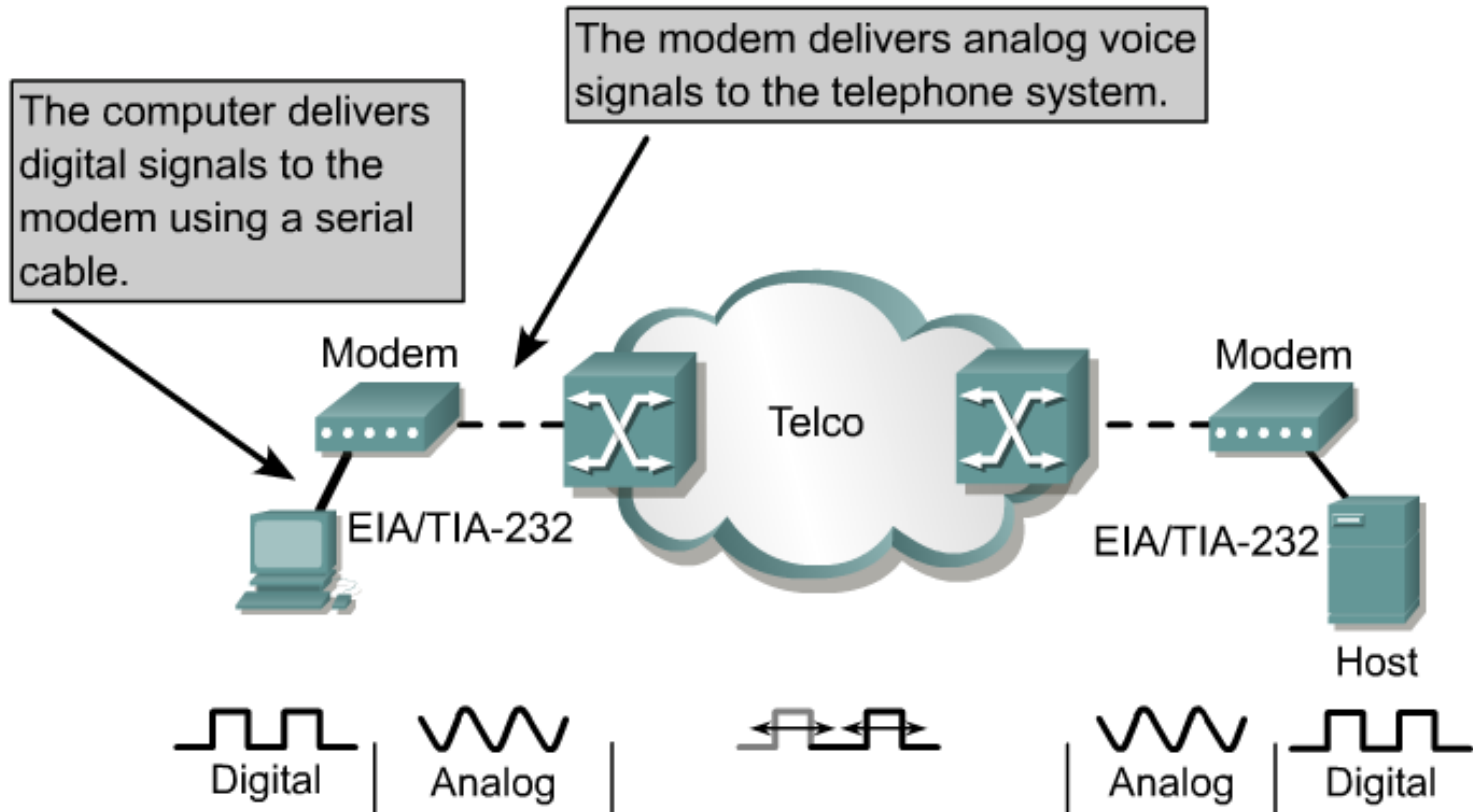 The modem delivers analog voice
signals to the telephone system.
The computer delivers
digital signals to the
modem using a serial
cable.
Modem
Modem
Telco
EIA/TIA-232
EIA/TIA-232
Host
Digital
Analog
Analog
Digital